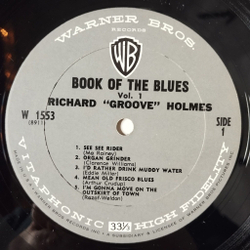 WARNER BROS.
RECORDS
WB
BOOK OF THE BLUES
Vol. 1
RICHARD "GROOVE" HOLMES
W 1553
(B911)
SIDE
1
1. SEE SEE RIDER
(Ma Rainey)
2. ORGAN GRINDER
(Clarence Williams)
3. I'D RATHER DRINK MUDDY WATER
(Eddie Miller)
4. MEAN OLD FRISCO BLUES
(Arthur Crudup)
5. I'M GONNA MOVE ON THE
OUTSKIRT OF TOWN
(Razaf-Weldon)
VITAPHONIC HIGH FIDELITY
33⅓